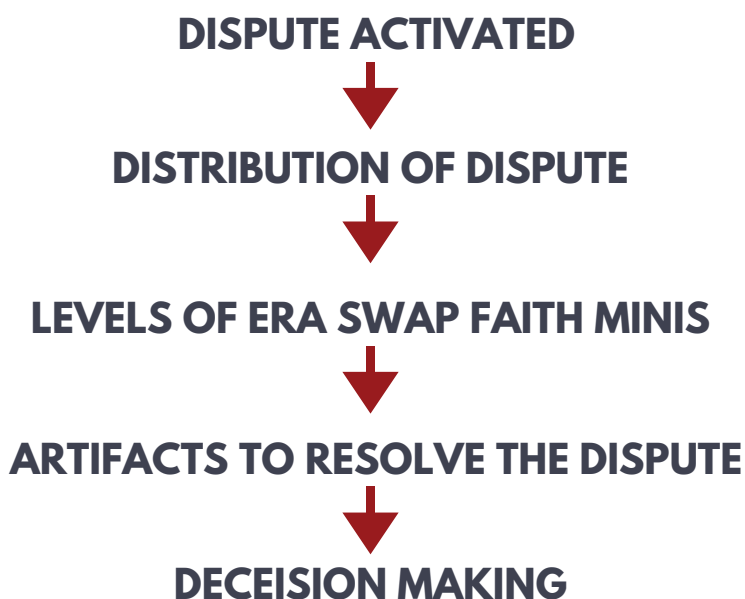 DISPUTE ACTIVATED
DISTRIBUTION OF DISPUTE
LEVELS OF ERA SWAP FAITH MINIS
ARTIFACTS TO RESOLVE THE DISPUTE
DECEISION MAKING